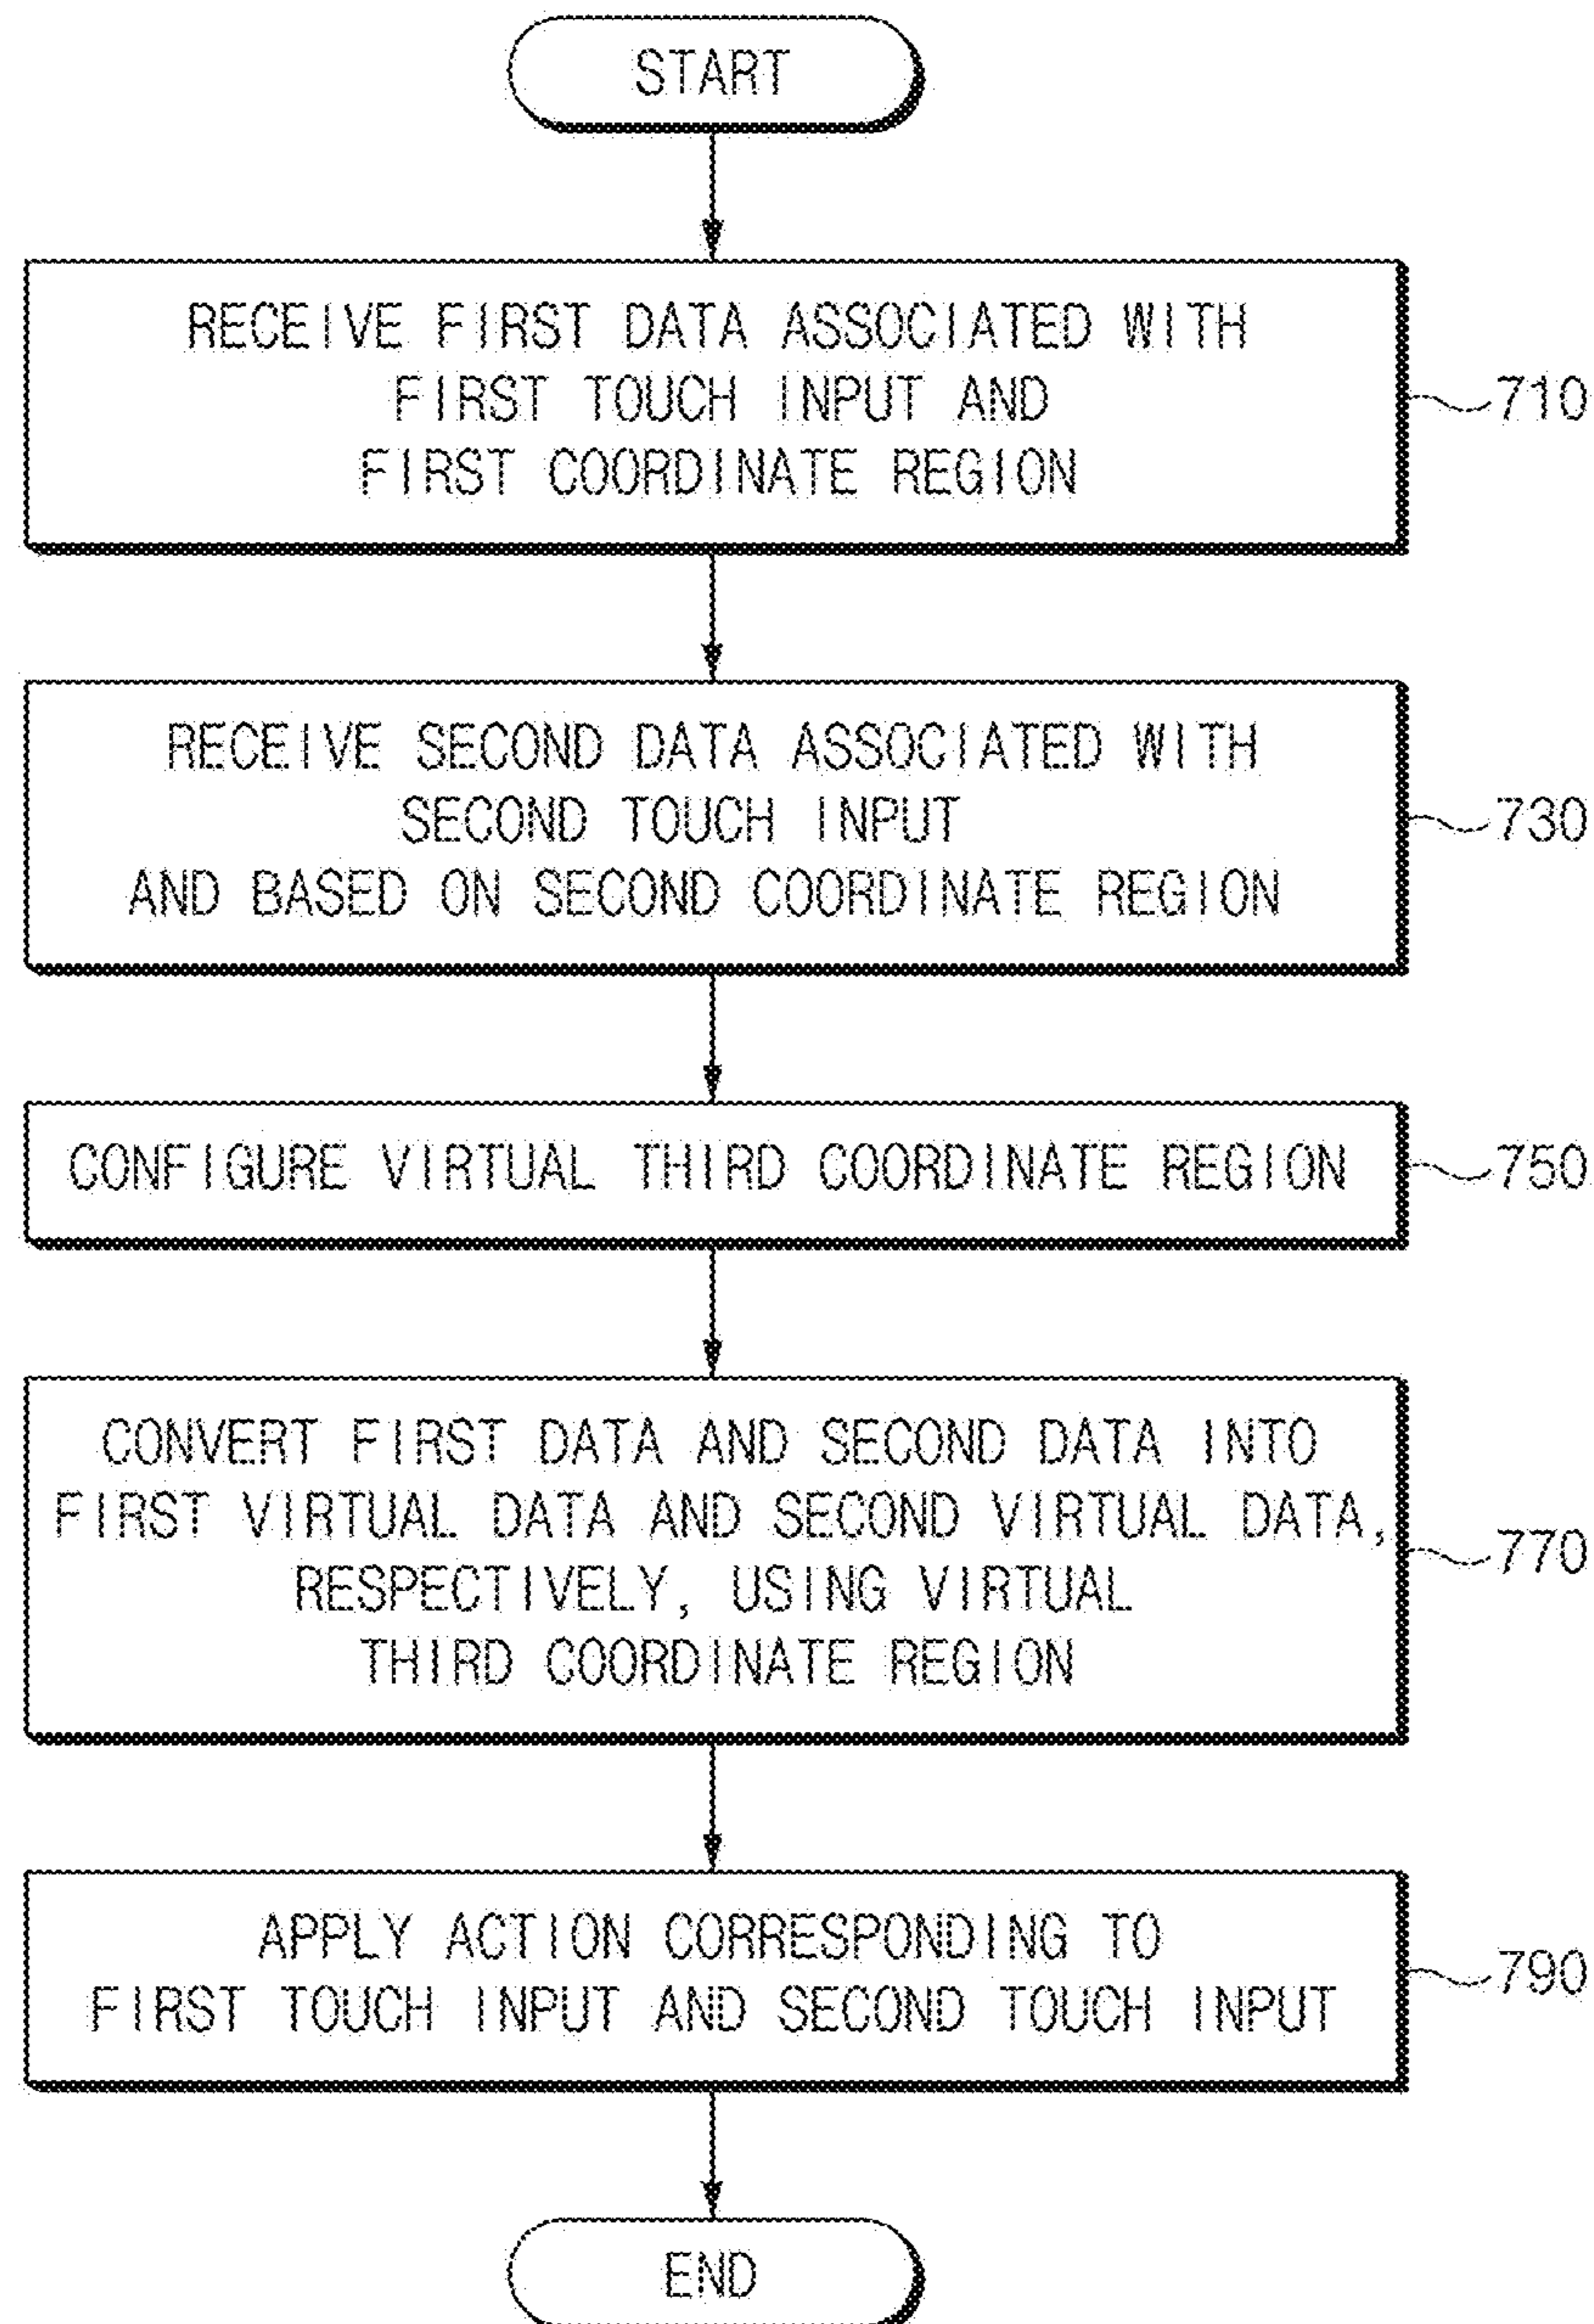 START
RECEIVE FIRST DATA ASSOCIATED WITH
FIRST TOUCH INPUT AND
FIRST COORDINATE REGION
710
RECEIVE SECOND DATA ASSOCIATED WITH
SECOND TOUCH INPUT
AND BASED ON SECOND COORDINATE REGION
730
CONFIGURE VIRTUAL THIRD COORDINATE REGION
750
CONVERT FIRST DATA AND SECOND DATA INTO
FIRST VIRTUAL DATA AND SECOND VIRTUAL DATA,
RESPECTIVELY, USING VIRTUAL
THIRD COORDINATE REGION
770
APPLY ACTION CORRESPONDING TO
FIRST TOUCH INPUT AND SECOND TOUCH INPUT
790
END